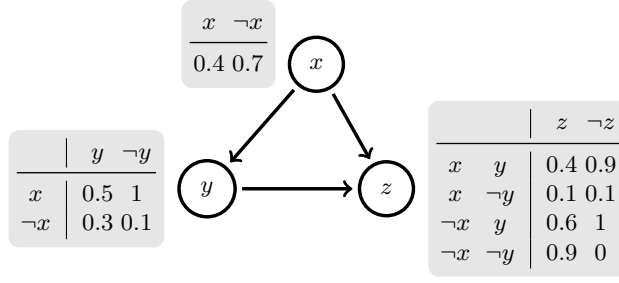 x ¬x
0.4 0.7
x
y ¬y
x 0.5 1
¬x 0.3 0.1
y
z
z ¬z
x y 0.4 0.9
x ¬y 0.1 0.1
¬x y 0.6 1
¬x ¬y 0.9 0